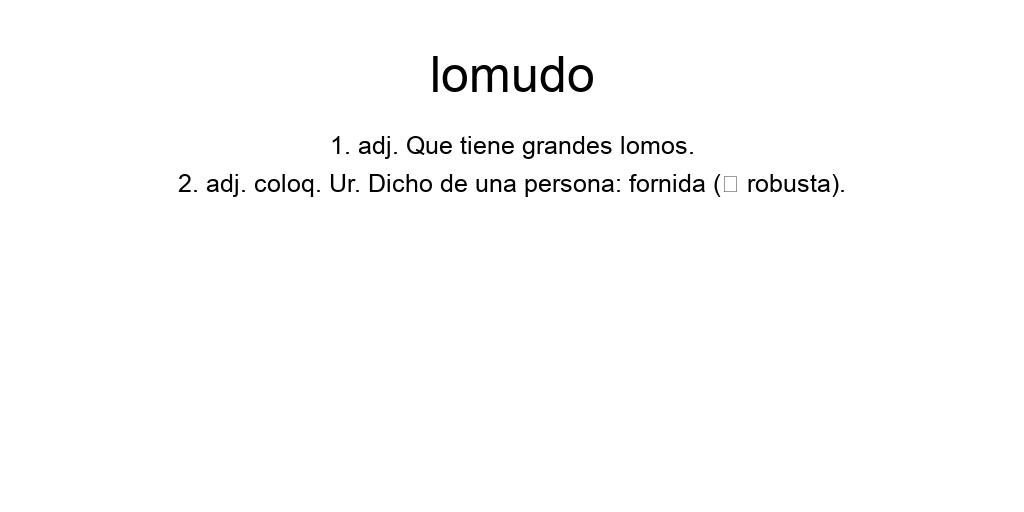 lomudo
1. adj. Que tiene grandes lomos.
2. adj. coloq. Ur. Dicho de una persona: fornida (□ robusta).